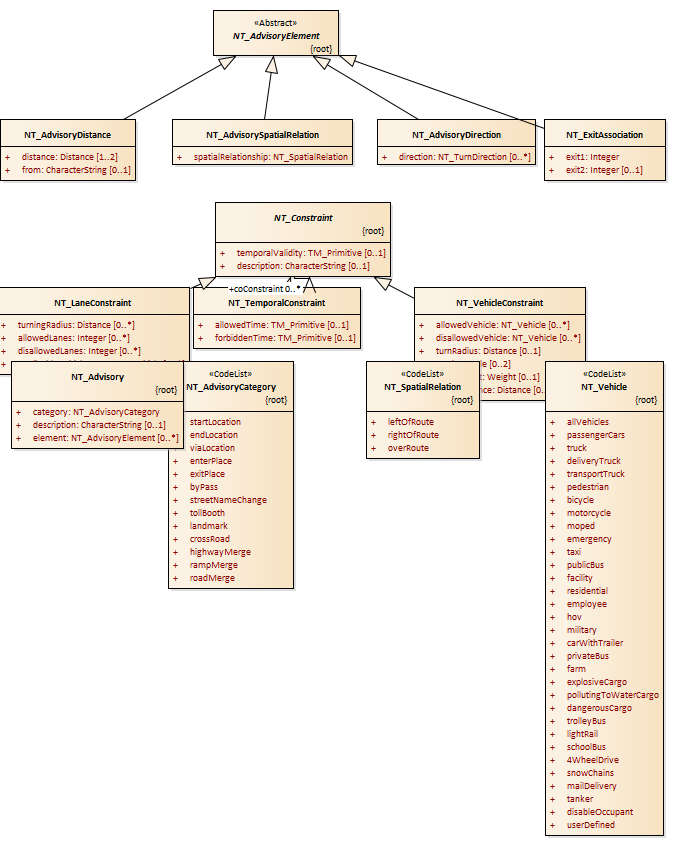 «Abstract»
NT_AdvisoryElement
{root}
NT_AdvisoryDistance
+ distance: Distance [1..2]
+ from: CharacterString [0..1]
NT_AdvisorySpatialRelation
+ spatialRelationship: NT_SpatialRelation
NT_AdvisoryDirection
+ direction: NT_TurnDirection [0..*]
NT_ExitAssociation
+ exit1: Integer
+ exit2: Integer [0..1]
NT_Constraint
{root}
+ temporalValidity: TM_Primitive [0..1]
+ description: CharacterString [0..1]
+coConstraint 0..*
NT_LaneConstraint
+ turningRadius: Distance [0..*]
+ allowedLanes: Integer [0..*]
+ disallowedLanes: Integer [0..*]
+
NT_TemporalConstraint
+ allowedTime: TM_Primitive [0..1]
+ forbiddenTime: TM_Primitive [0..1]
NT_VehicleConstraint
+ allowedVehicle: NT_Vehicle [0..*]
+ disallowedVehicle: NT_Vehicle [0..*]
+ turnRadius: Distance [0..1]
[0..2]
Weight [0..1]
Distance [0..
NT_Advisory
{root}
+ category: NT_AdvisoryCategory
+ description: CharacterString [0..1]
+ element: NT_AdvisoryElement [0..*]
«CodeList»
NT_AdvisoryCategory
{root}
startLocation
endLocation
viaLocation
+ enterPlace
+ exitPlace
+ byPass
+ streetNameChange
+ tollBooth
+ landmark
+ crossRoad
+ highwayMerge
+ rampMerge
+ roadMerge
«CodeList»
NT_SpatialRelation
{root}
+ leftOfRoute
+ rightOfRoute
+ overRoute
«CodeList»
NT_Vehicle
{root}
+ allVehicles
+ passengerCars
+ truck
+ deliveryTruck
+ transportTruck
+ pedestrian
+ bicycle
+ motorcycle
+ moped
+ emergency
+ taxi
+ publicBus
+ facility
+ residential
+ employee
+ hov
+ military
+ carWithTrailer
+ privateBus
+ farm
+ explosiveCargo
+ pollutingToWaterCargo
+ dangerousCargo
+ trolleyBus
+ lightRail
+ schoolBus
+ 4WheelDrive
+ snowChains
+ mailDelivery
+ tanker
+ disableOccupant
+ userDefined